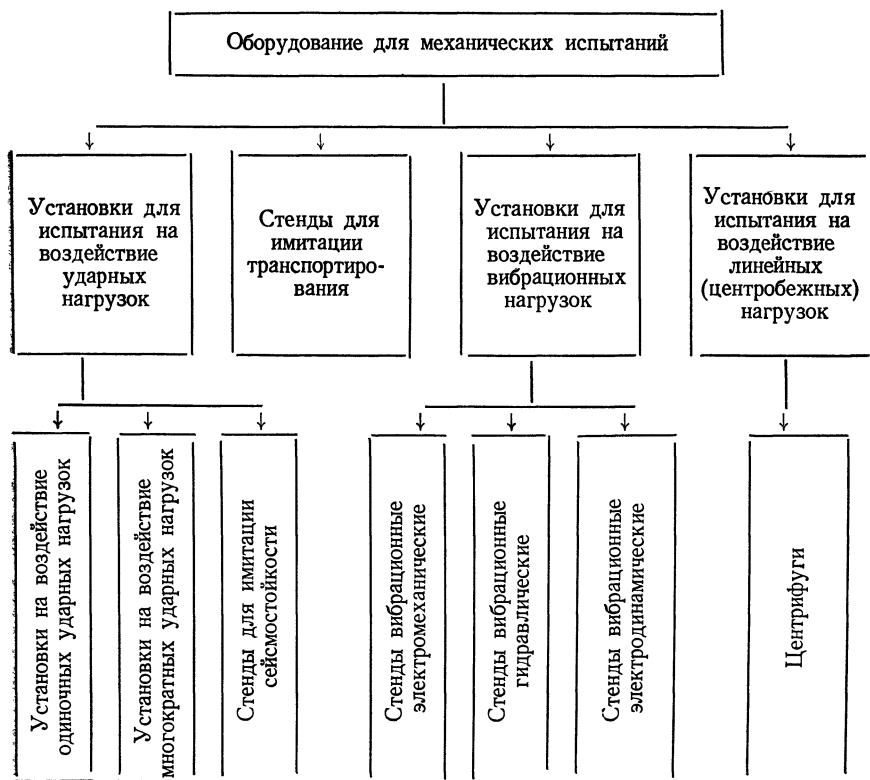 Оборудование для механических испытаний
Установки для
испытания на
воздействие
ударных
нагрузок
Стенды для
имитации
транспортиро-
вания
Установки для
испытания на
воздействие
вибрационных
нагрузок
Установки для
испытания на
воздействие
линейных
(центробежных)
нагрузок
Установки на воздействие
одиночных ударных нагрузок
Установки на воздействие
многократных ударных нагрузок
Стенды для имитации
сейсмостойкости
Стенды вибрационные
электромеханические
Стенды вибрационные
гидравлические
Стенды вибрационные
электродинамические
Центрифуги